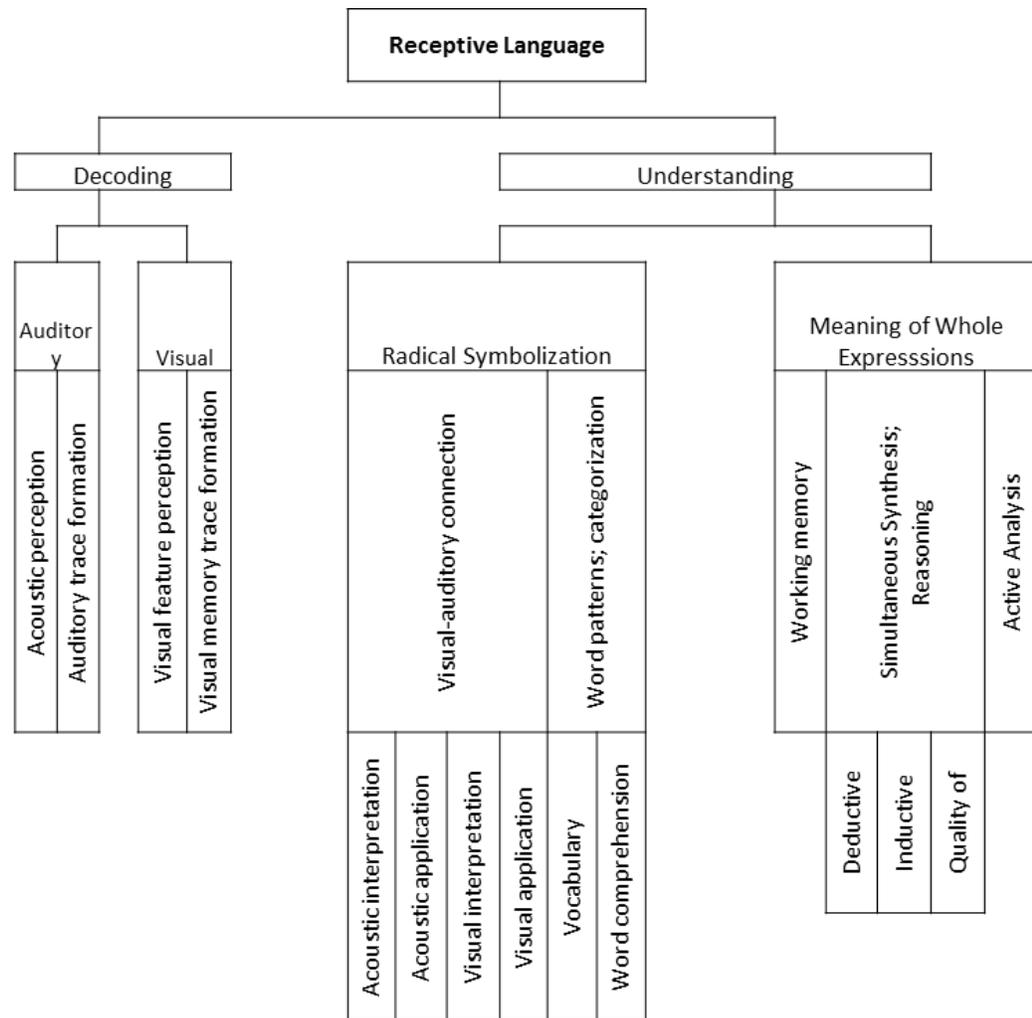 Receptive Language
Decoding
Understanding
Auditor
y
Visual
Radical Symbolization
Meaning of Whole
Expresssions
Acoustic perception
Auditory trace formation
Visual feature perception
Visual memory trace formation
Visual-auditory connection
Word patterns; categorization
Working memory
Simultaneous Synthesis;
Reasoning
Active Analysis
Acoustic interpretation
Acoustic application
Visual interpretation
Visual application
Vocabulary
Word comprehension
Deductive
Inductive
Quality of